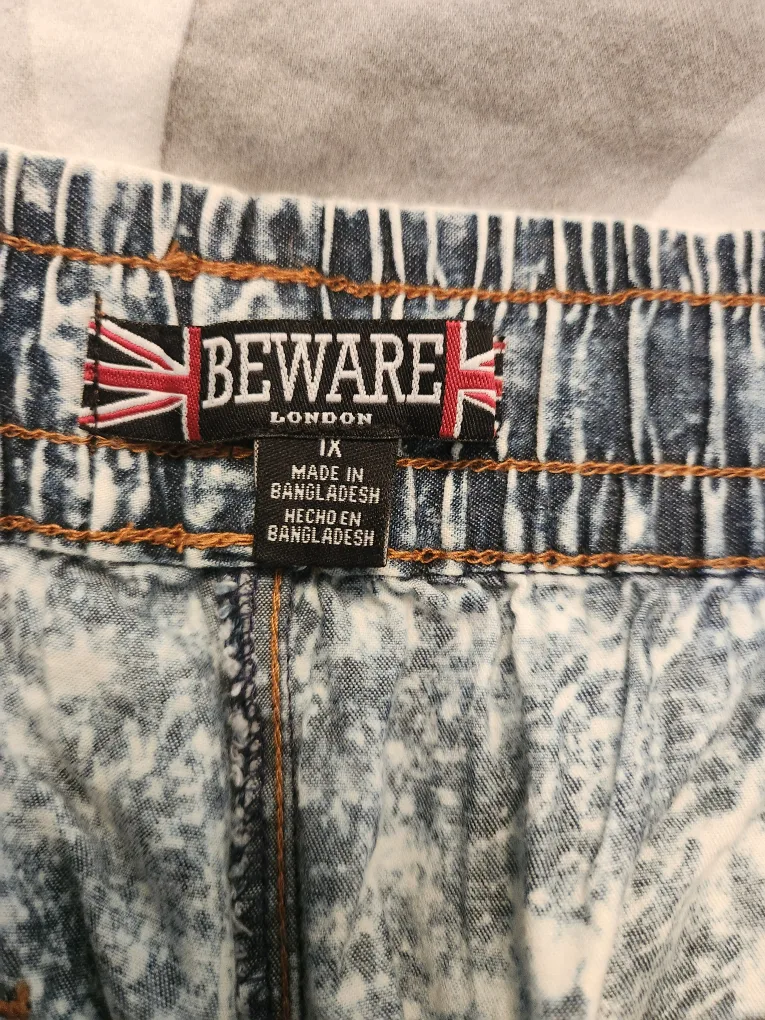 BEWARE
LONDON
1X
MADE IN
BANGLADESH
HECHO EN
BANGLADESH